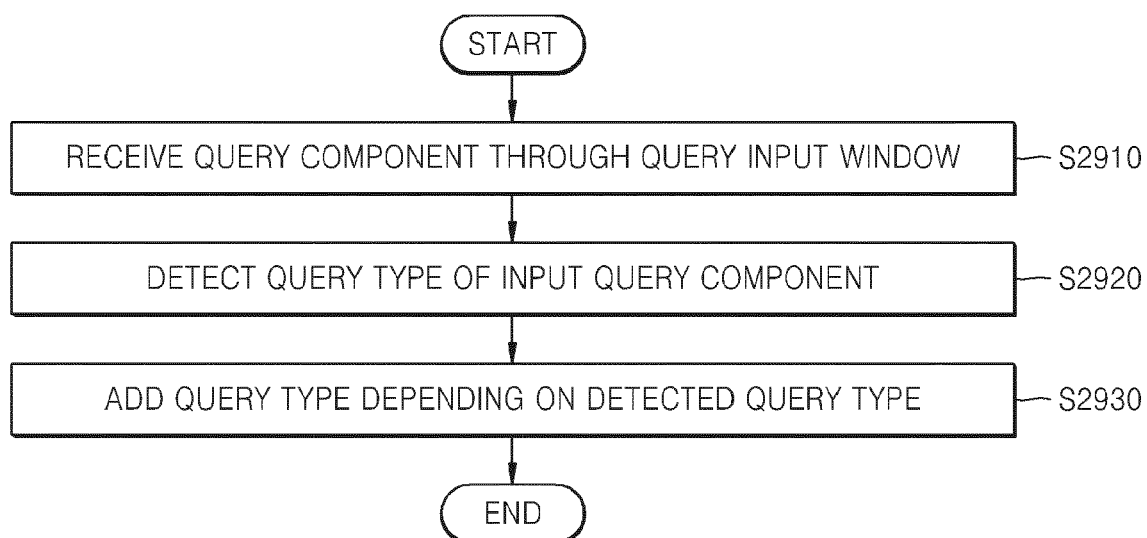 START
RECEIVE QUERY COMPONENT THROUGH QUERY INPUT WINDOW S2910
DETECT QUERY TYPE OF INPUT QUERY COMPONENT S2920
ADD QUERY TYPE DEPENDING ON DETECTED QUERY TYPE S2930
END